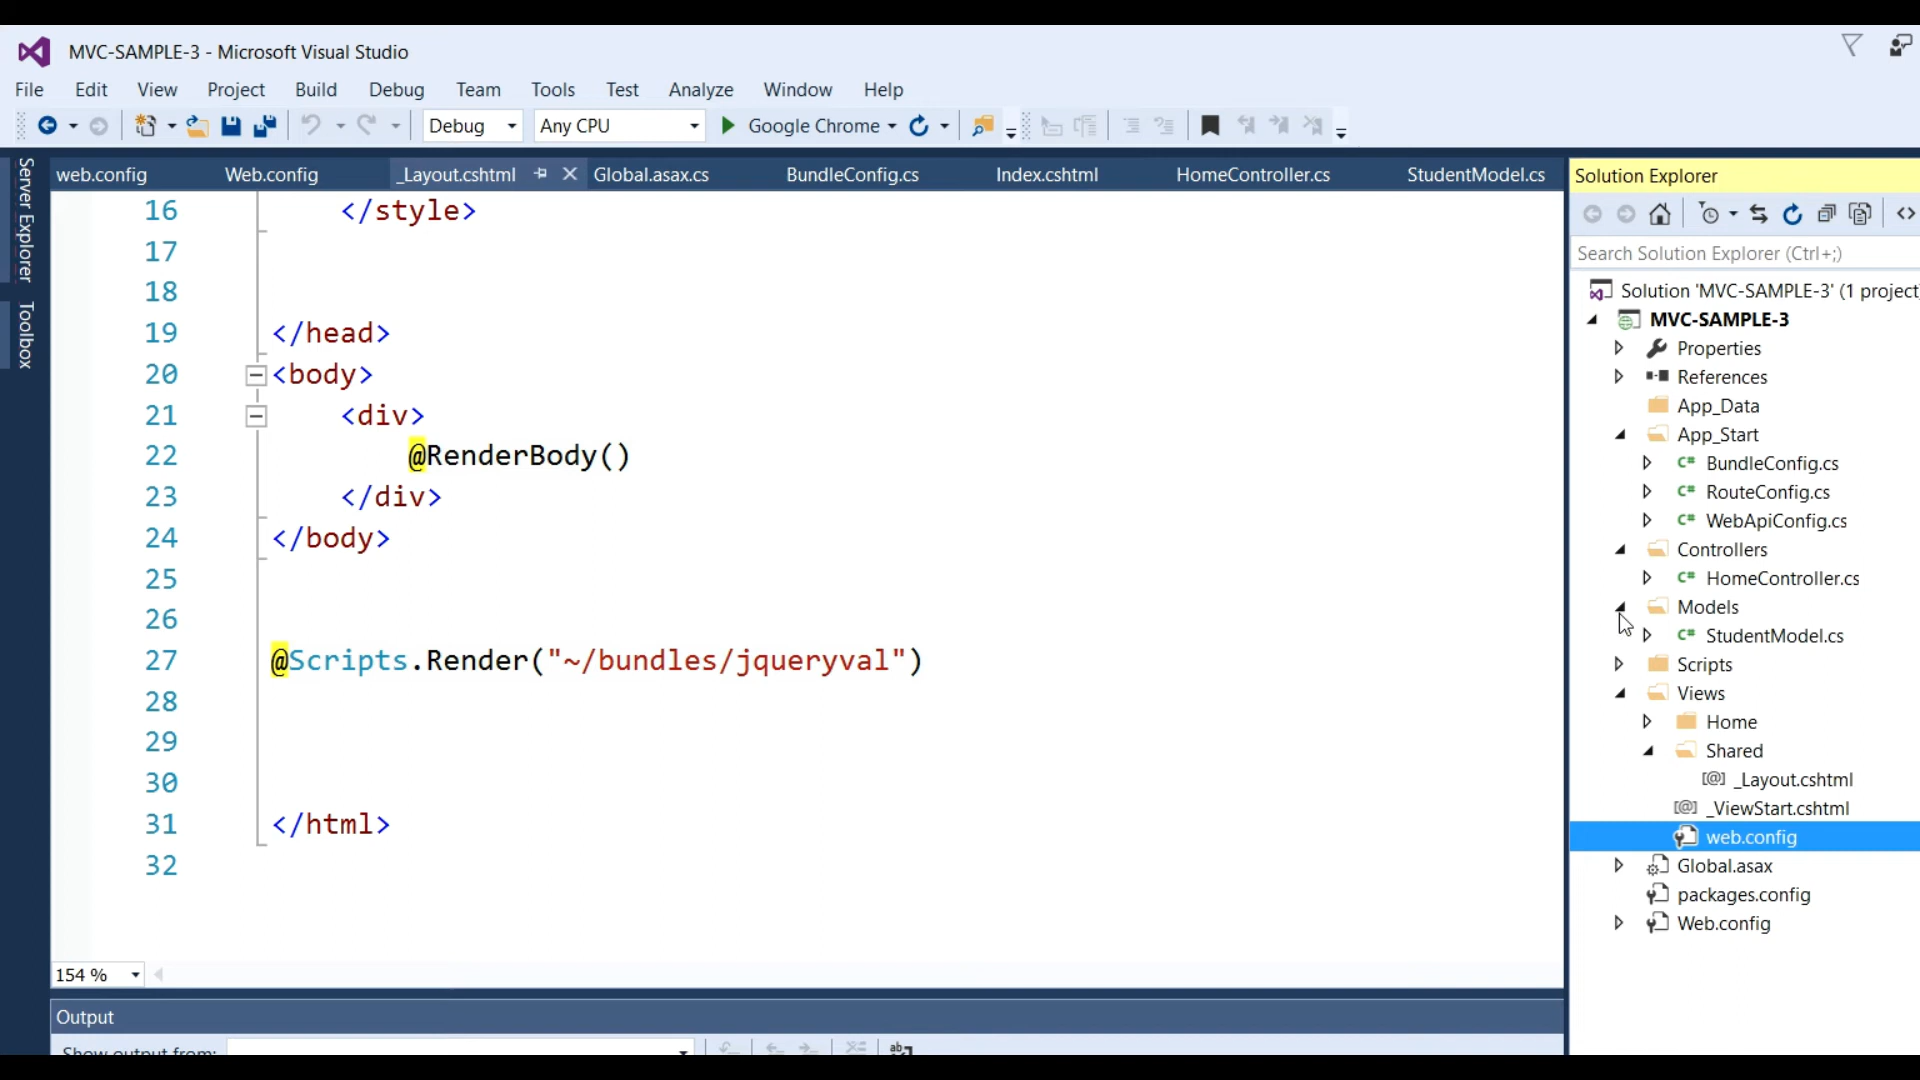 MVC-SAMPLE-3 - Microsoft Visual Studio
File Edit View Project Build Debug Team Tools Test Analyze Window Help
Debug Any CPU Google Chrome
Server Explorer
Toolbox
web.config Web.config _Layout.cshtml Global.asax.cs BundleConfig.cs Index.cshtml HomeController.cs StudentModel.cs
16 </style>
17
18
19 </head>
20 <body>
21 <div>
22 @RenderBody()
23 </div>
24 </body>
25
26
27 @Scripts.Render("~/bundles/jqueryval")
28
29
30
31 </html>
32
154 %
Output
Show output from:
Solution Explorer
Search Solution Explorer (Ctrl+;)
Solution 'MVC-SAMPLE-3' (1 project
MVC-SAMPLE-3
Properties
References
App_Data
App_Start
C# BundleConfig.cs
C# RouteConfig.cs
C# WebApiConfig.cs
Controllers
C# HomeController.cs
Models
C# StudentModel.cs
Scripts
Views
Home
Shared
[@] _Layout.cshtml
[@] _ViewStart.cshtml
web.config
Global.asax
packages.config
Web.config